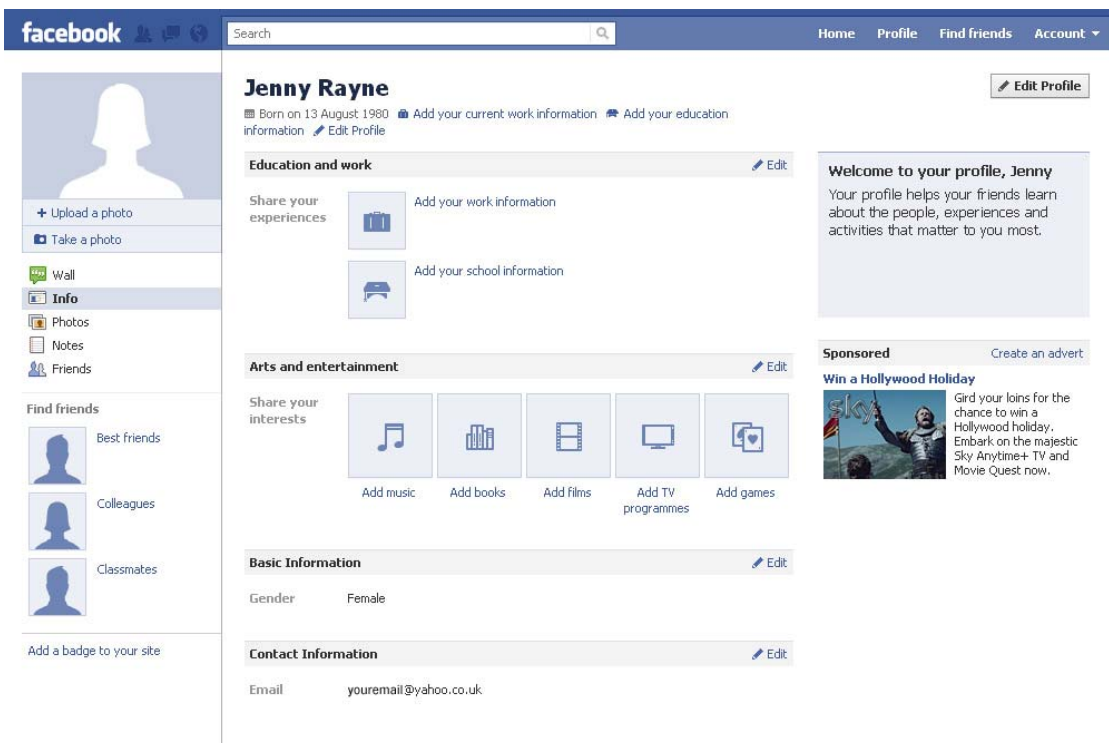 facebook
Search
Home Profile Find friends Account
Jenny Rayne
Edit Profile
Born on 13 August 1980 Add your current work information Add your education
information Edit Profile
+ Upload a photo
Take a photo
Wall
Info
Photos
Notes
Friends
Find friends
Best friends
Colleagues
Classmates
Add a badge to your site
Education and work Edit
Share your
experiences
Add your work information
Add your school information
Arts and entertainment Edit
Share your
interests
Add music Add books Add films Add TV
programmes Add games
Basic Information Edit
Gender Female
Contact Information Edit
Email youremail@yahoo.co.uk
Welcome to your profile, Jenny
Your profile helps your friends learn
about the people, experiences and
activities that matter to you most.
Sponsored Create an advert
Win a Hollywood Holiday
sky
Gird your loins for the
chance to win a
Hollywood holiday.
Embark on the majestic
Sky Anytime+ TV and
Movie Quest now.